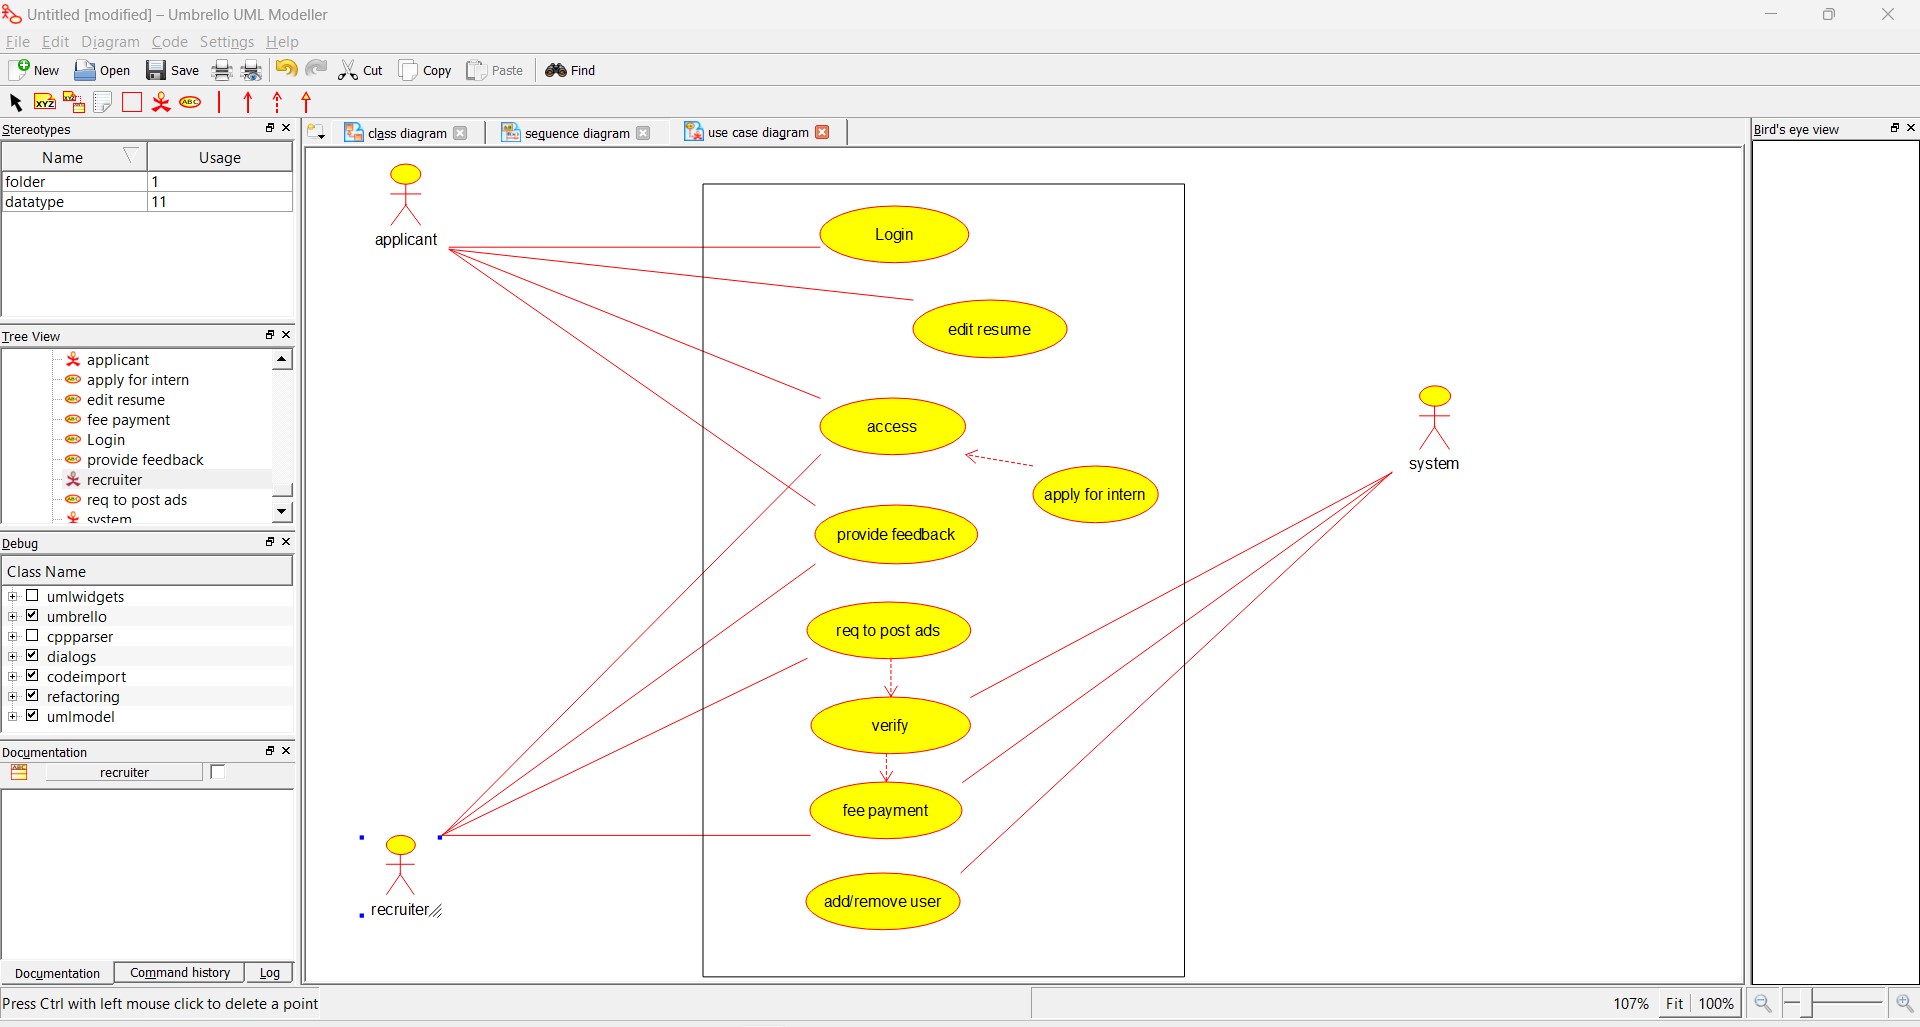 Untitled [modified] – Umbrello UML Modeller
File Edit Diagram Code Settings Help
New Open Save Cut Copy Paste Find
XYZ XYZ ABC
Stereotypes
Name Usage
folder 1
datatype 11
Tree View
applicant
apply for intern
edit resume
fee payment
Login
provide feedback
recruiter
req to post ads
system
Debug
Class Name
umlwidgets
umbrello
cppparser
dialogs
codeimport
refactoring
umlmodel
Documentation
recruiter
Documentation Command history Log
class diagram sequence diagram use case diagram
applicant
Login
edit resume
access
apply for intern
provide feedback
req to post ads
verify
fee payment
add/remove user
recruiter
system
Bird's eye view
Press Ctrl with left mouse click to delete a point
107% Fit 100%